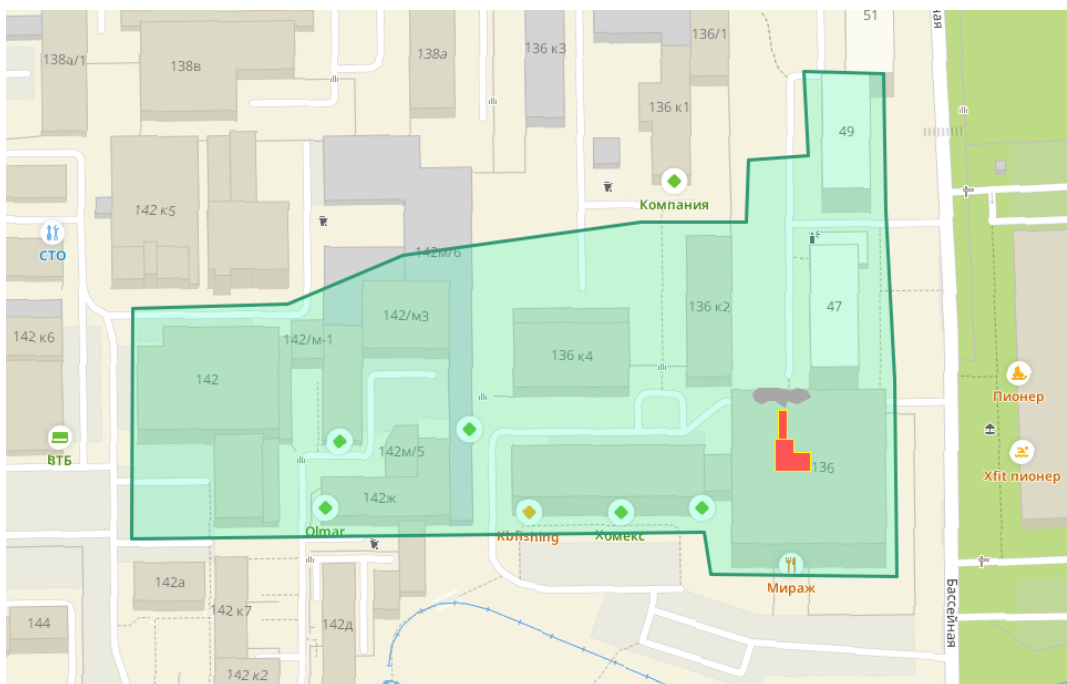 51
ная
138а/1
138в
138а
136 к3
136/1
136 к1
49
Компания
142 к5
СТО
142м/6
142/м3
142/м-1
142 к6
136 к2
47
136 к4
142
Пионер
ВТБ
142м/5
136
Xfit пионер
142ж
Olmar
Kbfishing
Хомекс
Мираж
Бассейная
142а
142 к7
142д
144
142 к2